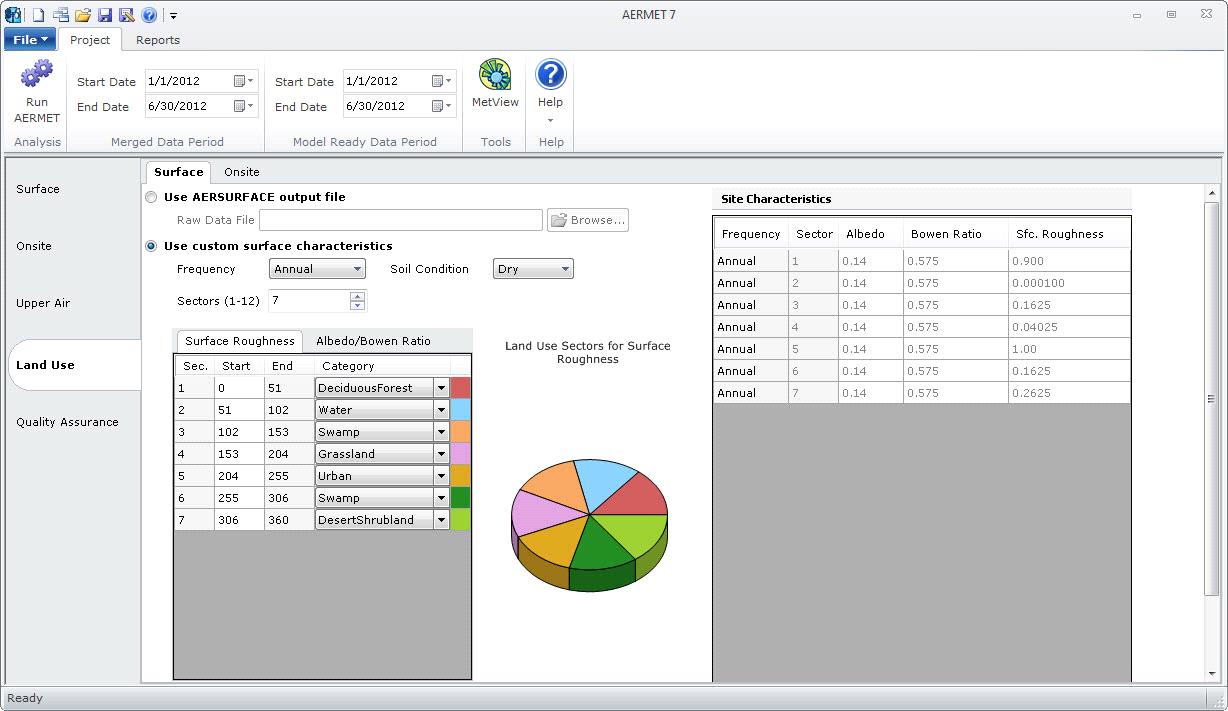 AERMET 7
File Project Reports
Run AERMET
Analysis
Start Date 1/1/2012
End Date 6/30/2012
Merged Data Period
Start Date 1/1/2012
End Date 6/30/2012
Model Ready Data Period
MetView
Tools
Help
Help
Surface
Onsite
Upper Air
Land Use
Quality Assurance
Surface Onsite
Use AERSURFACE output file
Raw Data File Browse...
Use custom surface characteristics
Frequency Annual Soil Condition Dry
Sectors (1-12) 7
Surface Roughness Albedo/Bowen Ratio
Sec. Start End Category
1 0 51 DeciduousForest
2 51 102 Water
3 102 153 Swamp
4 153 204 Grassland
5 204 255 Urban
6 255 306 Swamp
7 306 360 DesertShrubland
Land Use Sectors for Surface
Roughness
Site Characteristics
Frequency Sector Albedo Bowen Ratio Sfc. Roughness
Annual 1 0.14 0.575 0.900
Annual 2 0.14 0.575 0.000100
Annual 3 0.14 0.575 0.1625
Annual 4 0.14 0.575 0.04025
Annual 5 0.14 0.575 1.00
Annual 6 0.14 0.575 0.1625
Annual 7 0.14 0.575 0.2625
Ready